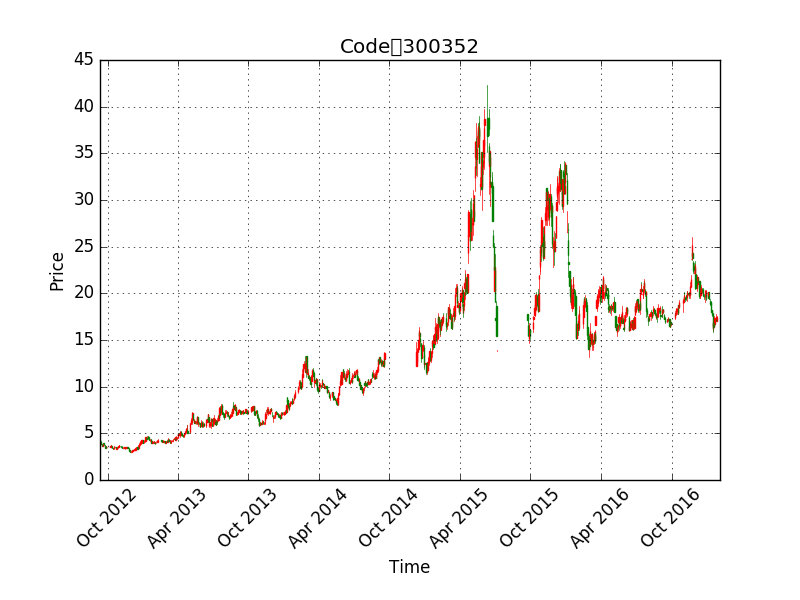 Code▯300352
45
40
35
30
25
20
15
10
5
0
Price
Oct 2012
Apr 2013
Oct 2013
Apr 2014
Oct 2014
Apr 2015
Oct 2015
Apr 2016
Oct 2016
Time